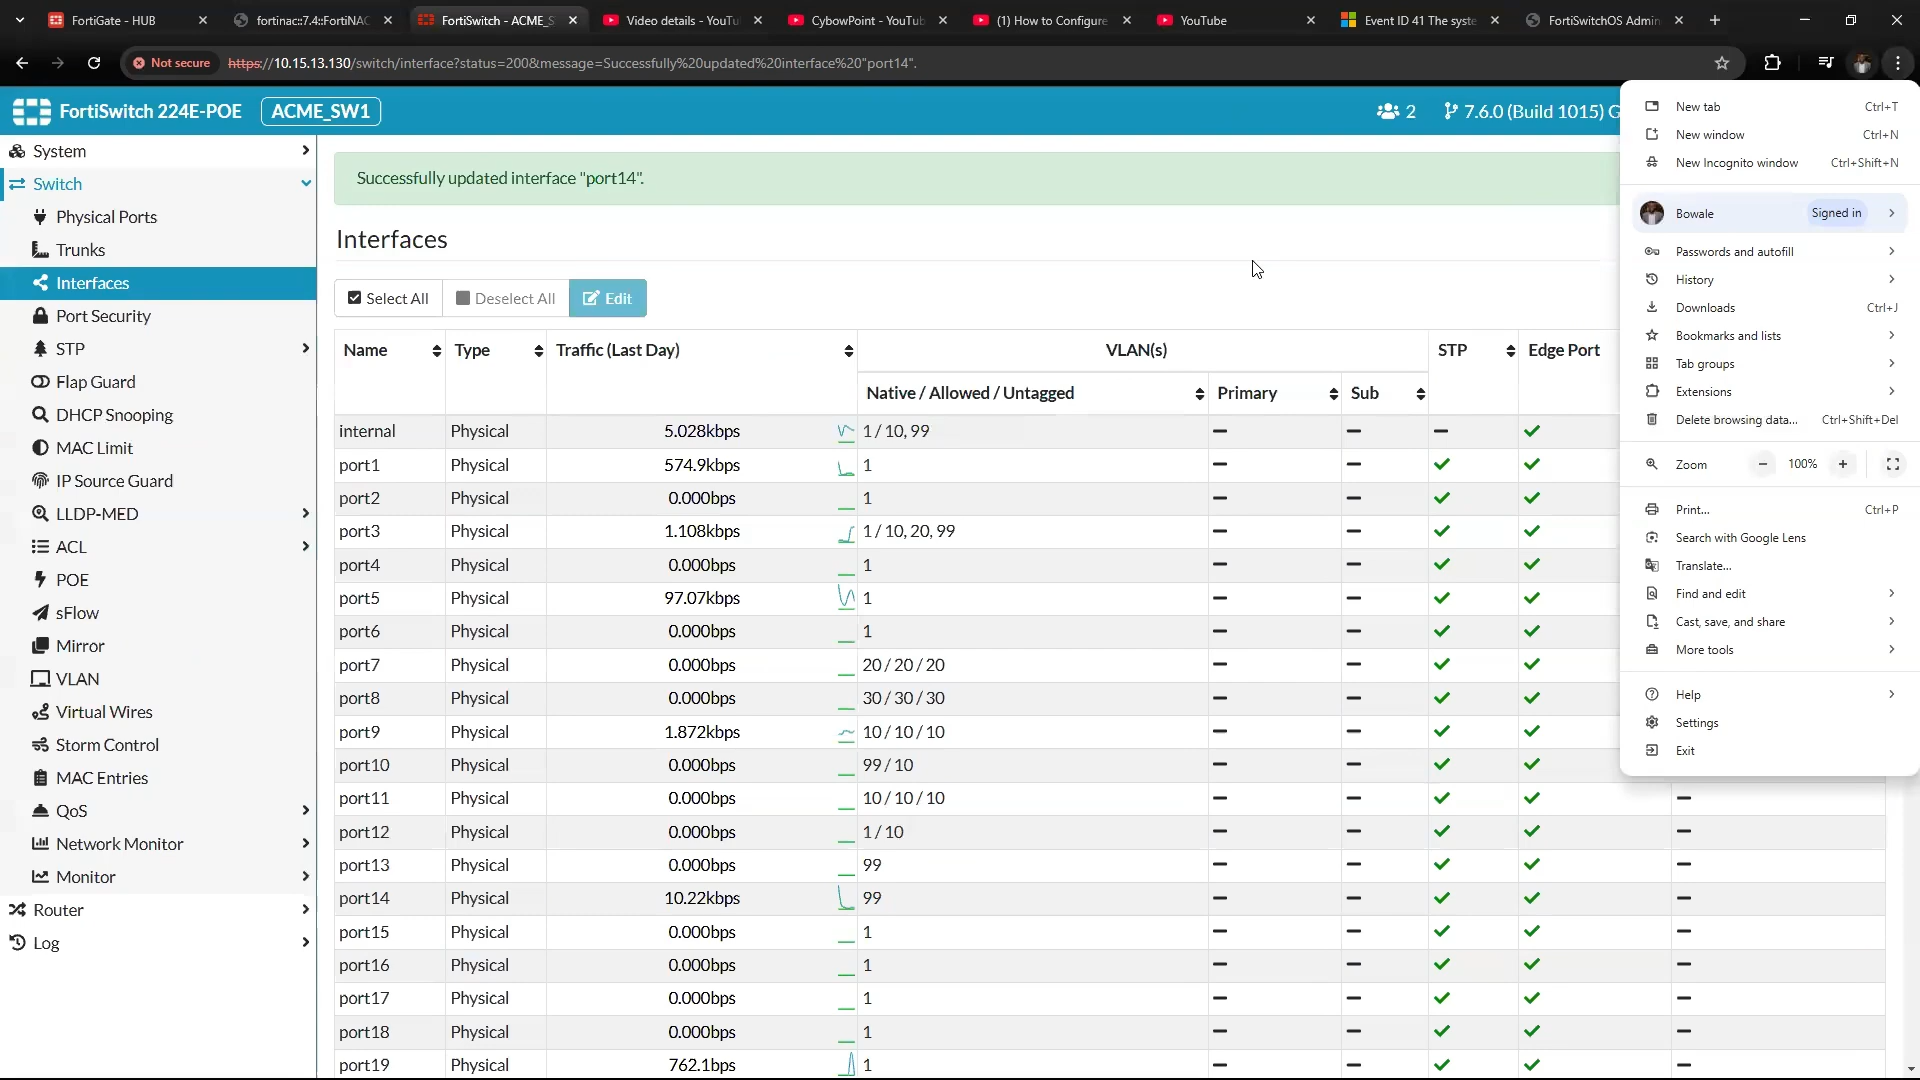 FortiGate - HUB
fortinac::7.4::FortiNAC
FortiSwitch - ACME_S
Video details - YouTu
CybowPoint - YouTub
(1) How to Configure
YouTube
Event ID 41 The syste
FortiSwitchOS Admin
Not secure
https://10.15.13.130/switch/interface?status=200&message=Successfully%20updated%20interface%20"port14".
FortiSwitch 224E-POE
ACME_SW1
2
7.6.0 (Build 1015) G
System
Switch
Physical Ports
Trunks
Interfaces
Port Security
STP
Flap Guard
DHCP Snooping
MAC Limit
IP Source Guard
LLDP-MED
ACL
POE
sFlow
Mirror
VLAN
Virtual Wires
Storm Control
MAC Entries
QoS
Network Monitor
Monitor
Router
Log
Successfully updated interface "port14".
Interfaces
Select All
Deselect All
Edit
Name Type Traffic (Last Day) VLAN(s) STP Edge Port
Native / Allowed / Untagged Primary Sub
internal Physical 5.028kbps 1 / 10, 99
port1 Physical 574.9kbps 1
port2 Physical 0.000bps 1
port3 Physical 1.108kbps 1 / 10, 20, 99
port4 Physical 0.000bps 1
port5 Physical 97.07kbps 1
port6 Physical 0.000bps 1
port7 Physical 0.000bps 20 / 20 / 20
port8 Physical 0.000bps 30 / 30 / 30
port9 Physical 1.872kbps 10 / 10 / 10
port10 Physical 0.000bps 99 / 10
port11 Physical 0.000bps 10 / 10 / 10
port12 Physical 0.000bps 1 / 10
port13 Physical 0.000bps 99
port14 Physical 10.22kbps 99
port15 Physical 0.000bps 1
port16 Physical 0.000bps 1
port17 Physical 0.000bps 1
port18 Physical 0.000bps 1
port19 Physical 762.1bps 1
New tab Ctrl+T
New window Ctrl+N
New Incognito window Ctrl+Shift+N
Bowale Signed in
Passwords and autofill
History
Downloads Ctrl+J
Bookmarks and lists
Tab groups
Extensions
Delete browsing data... Ctrl+Shift+Del
Zoom 100%
Print... Ctrl+P
Search with Google Lens
Translate...
Find and edit
Cast, save, and share
More tools
Help
Settings
Exit